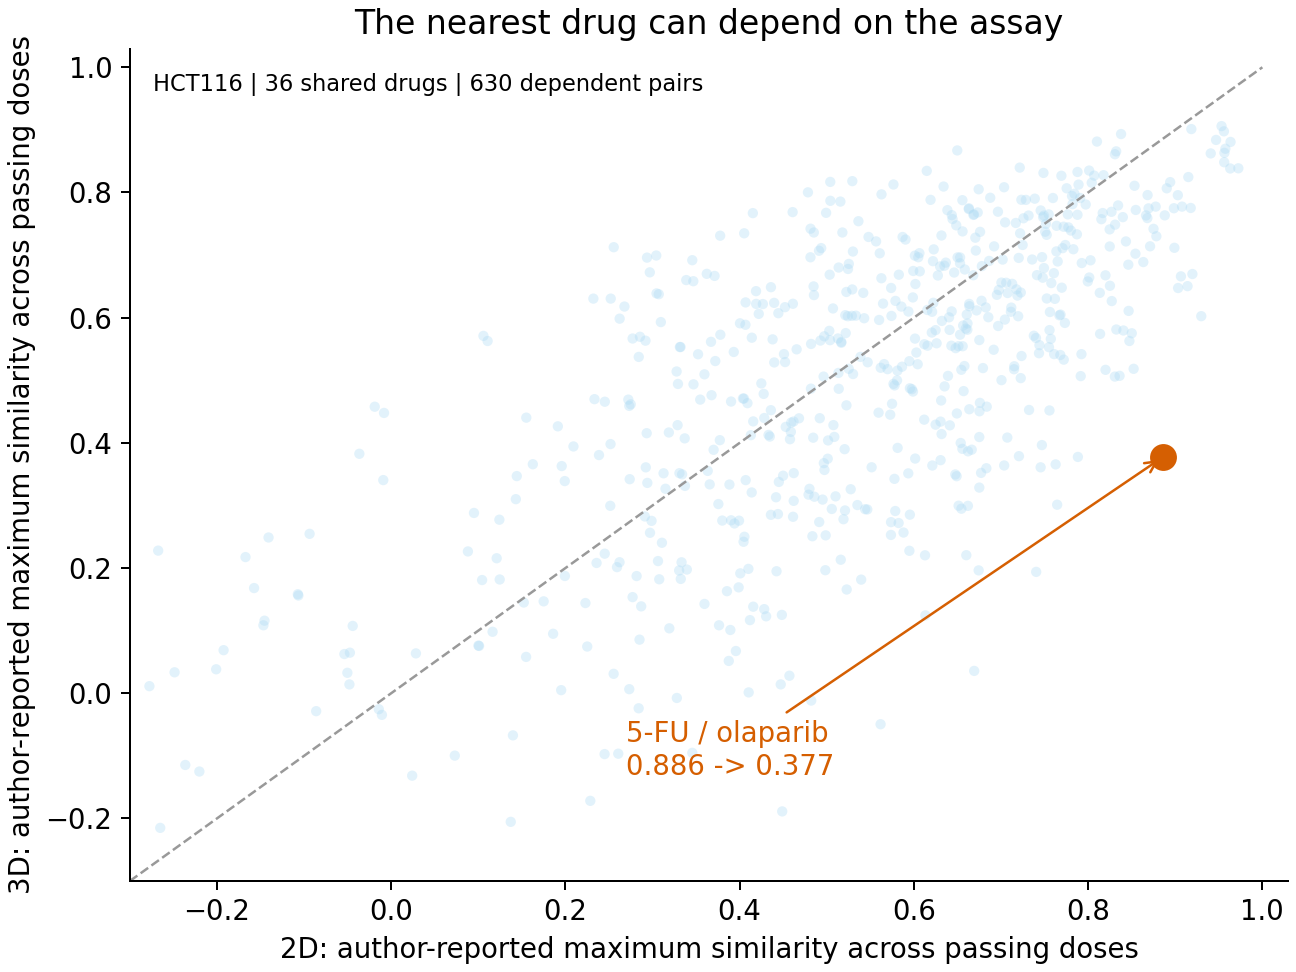 The nearest drug can depend on the assay
HCT116 | 36 shared drugs | 630 dependent pairs
3D: author-reported maximum similarity across passing doses
1.0
0.8
0.6
0.4
0.2
0.0
−0.2
5-FU / olaparib
0.886 -> 0.377
−0.2
0.0
0.2
0.4
0.6
0.8
1.0
2D: author-reported maximum similarity across passing doses